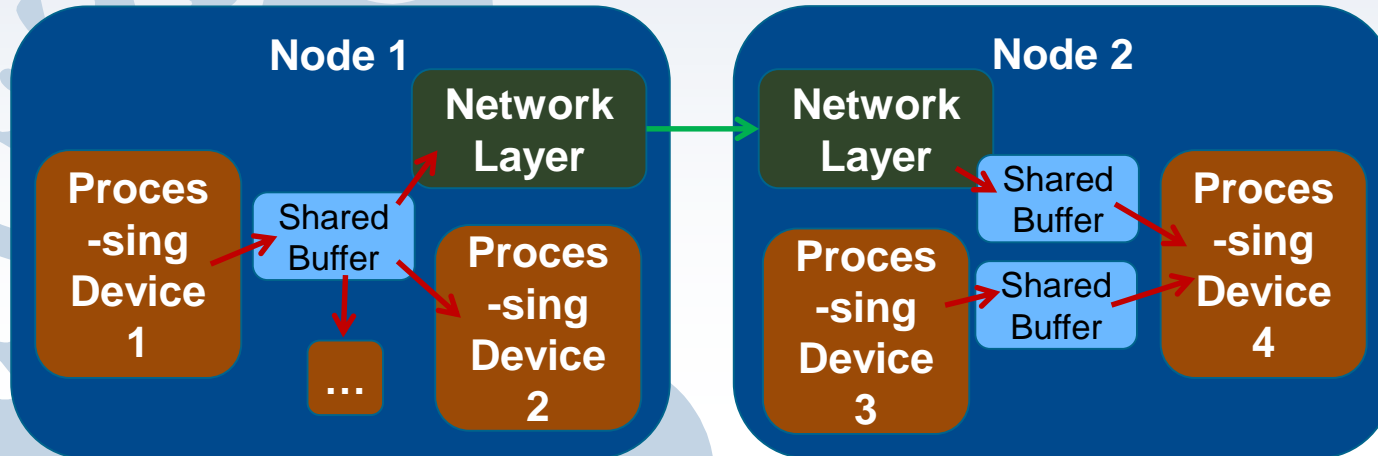 Node 1
Network
Layer
Proces
-sing
Device
1
Shared
Buffer
...
Proces
-sing
Device
2
Node 2
Network
Layer
Shared
Buffer
Proces
-sing
Device
3
Shared
Buffer
Proces
-sing
Device
4